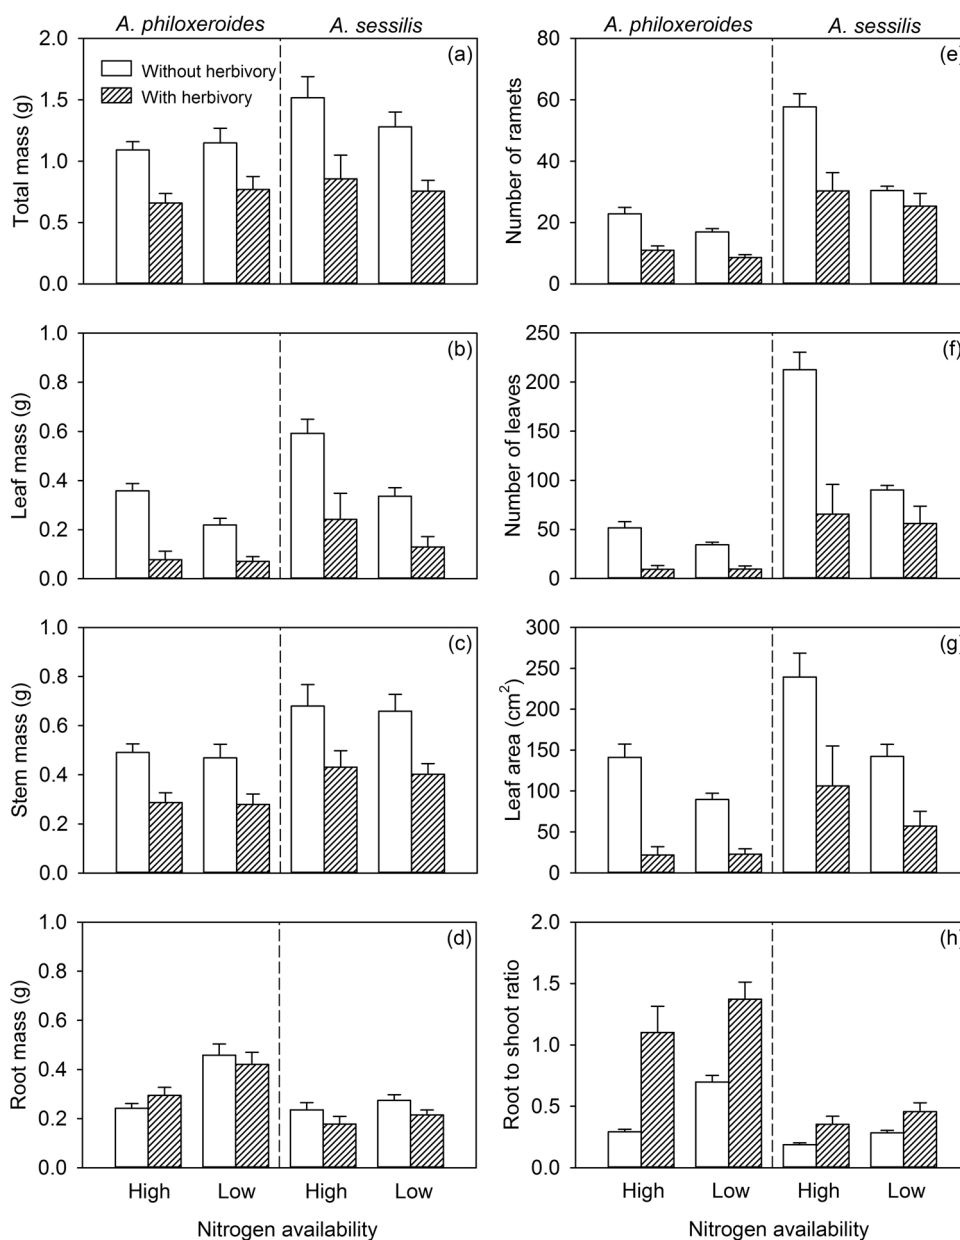 A. philoxeroides A. sessilis A. philoxeroides A. sessilis
2.0
1.5
1.0
0.5
0.0
Total mass (g)
Without herbivory
With herbivory
(a)
80
60
40
20
0
Number of ramets
(e)
1.0
0.8
0.6
0.4
0.2
0.0
Leaf mass (g)
(b)
250
200
150
100
50
0
Number of leaves
(f)
1.0
0.8
0.6
0.4
0.2
0.0
Stem mass (g)
(c)
300
250
200
150
100
50
0
Leaf area (cm²)
(g)
1.0
0.8
0.6
0.4
0.2
0.0
Root mass (g)
(d)
High Low High Low
Nitrogen availability
2.0
1.5
1.0
0.5
0.0
Root to shoot ratio
(h)
High Low High Low
Nitrogen availability